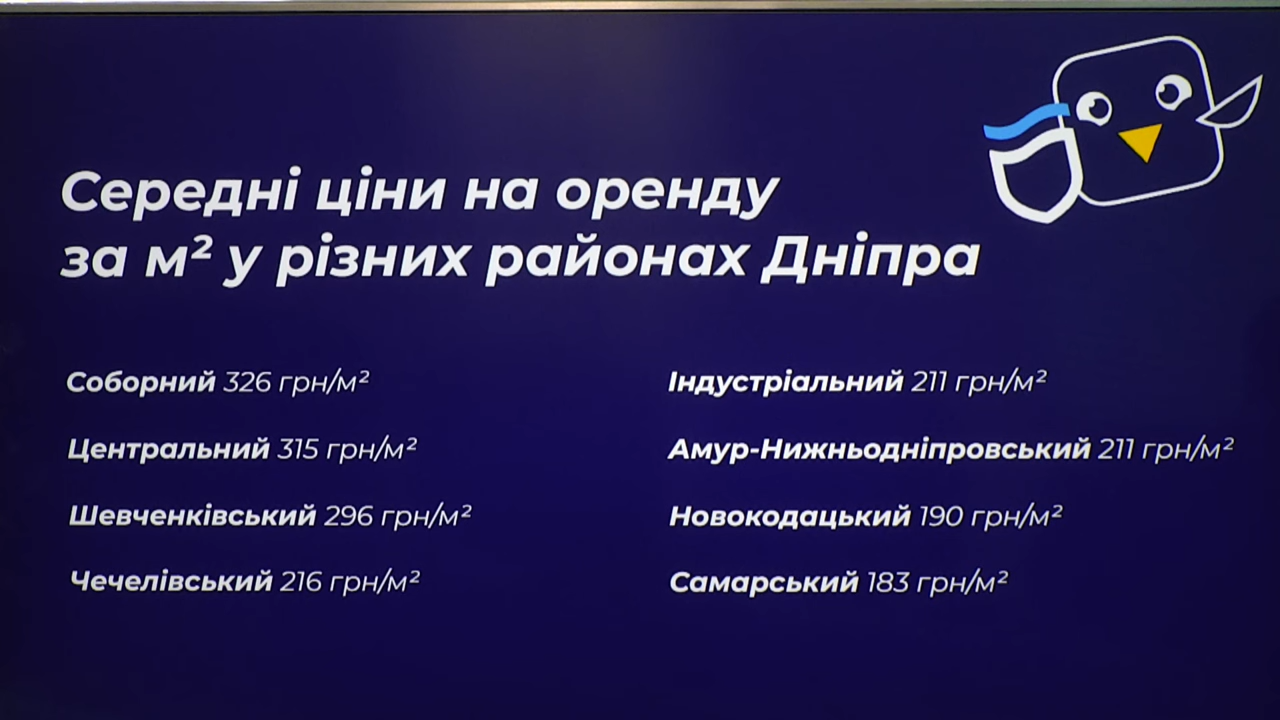 Середні ціни на оренду
за м² у різних районах Дніпра
Соборний 326 грн/м²
Центральний 315 грн/м²
Шевченківський 296 грн/м²
Чечелівський 216 грн/м²
Індустріальний 211 грн/м²
Амур-Нижньодніпровський 211 грн/м²
Новокодацький 190 грн/м²
Самарський 183 грн/м²